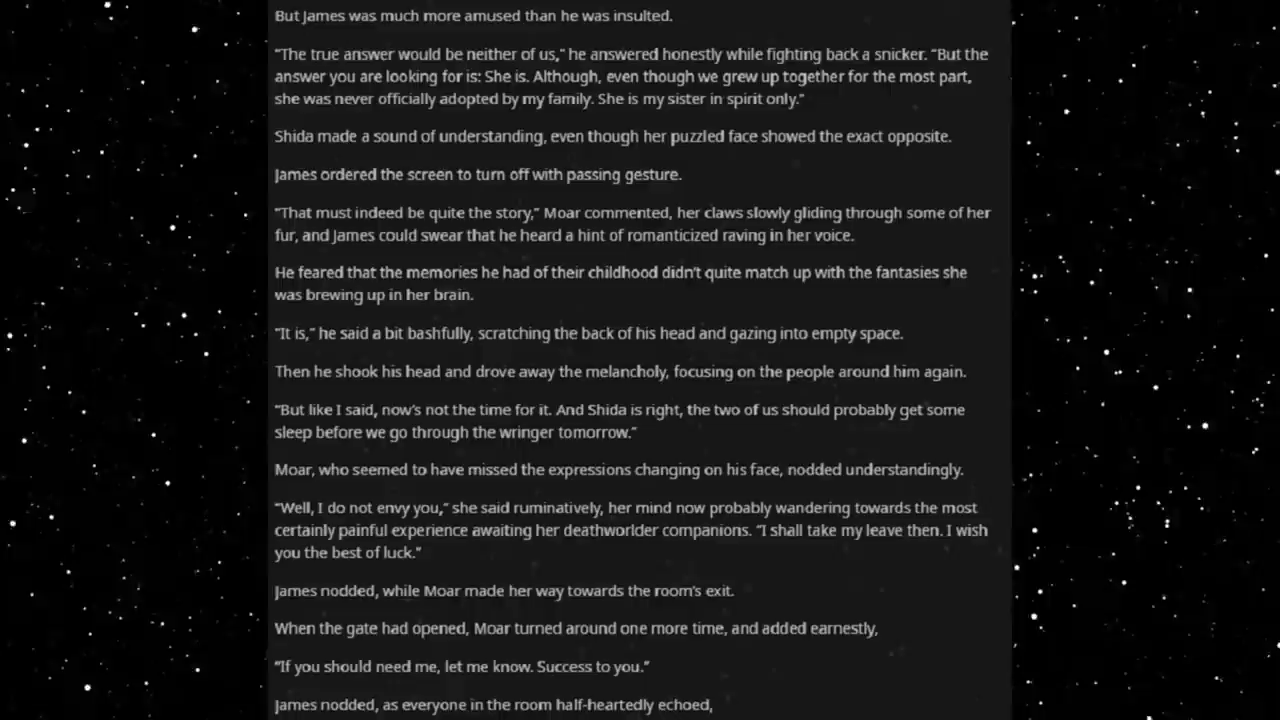 But James was much more amused than he was insulted.
"The true answer would be neither of us," he answered honestly while fighting back a snicker. "But the
answer you are looking for is: She is. Although, even though we grew up together for the most part,
she was never officially adopted by my family. She is my sister in spirit only."
Shida made a sound of understanding, even though her puzzled face showed the exact opposite.
James ordered the screen to turn off with passing gesture.
"That must indeed be quite the story," Moar commented, her claws slowly gliding through some of her
fur, and James could swear that he heard a hint of romanticized raving in her voice.
He feared that the memories he had of their childhood didn't quite match up with the fantasies she
was brewing up in her brain.
"It is," he said a bit bashfully, scratching the back of his head and gazing into empty space.
Then he shook his head and drove away the melancholy, focusing on the people around him again.
"But like I said, now's not the time for it. And Shida is right, the two of us should probably get some
sleep before we go through the wringer tomorrow."
Moar, who seemed to have missed the expressions changing on his face, nodded understandingly.
"Well, I do not envy you," she said ruminatively, her mind now probably wandering towards the most
certainly painful experience awaiting her deathworlder companions. "I shall take my leave then. I wish
you the best of luck."
James nodded, while Moar made her way towards the room's exit.
When the gate had opened, Moar turned around one more time, and added earnestly,
"If you should need me, let me know. Success to you."
James nodded, as everyone in the room half-heartedly echoed,